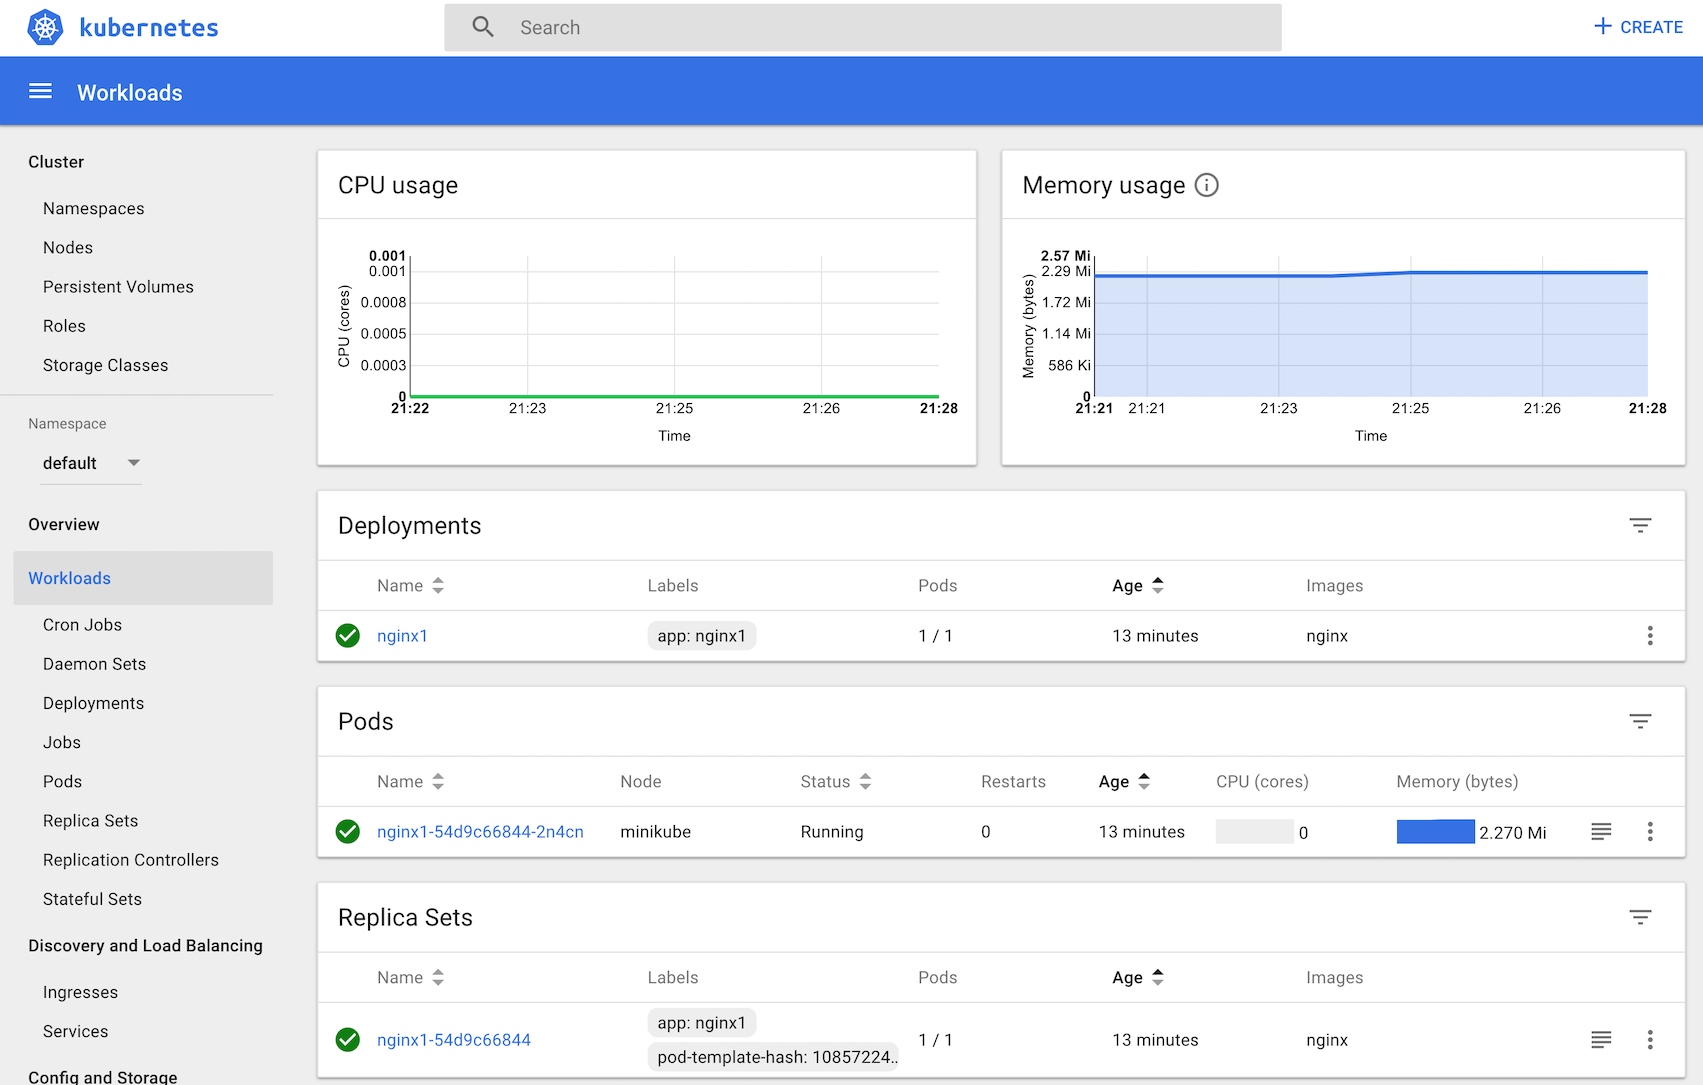 kubernetes
Search
CREATE
Workloads
Cluster
Namespaces
Nodes
Persistent Volumes
Roles
Storage Classes
Namespace
default
Overview
Workloads
Cron Jobs
Daemon Sets
Deployments
Jobs
Pods
Replica Sets
Replication Controllers
Stateful Sets
Discovery and Load Balancing
Ingresses
Services
Config and Storage
CPU usage
CPU (cores)
0.001
0.001
0.0008
0.0005
0.0003
0
21:22 21:23 21:25 21:26 21:28
Time
Memory usage
Memory (bytes)
2.57 Mi
2.29 Mi
1.72 Mi
1.14 Mi
586 Ki
0
21:21 21:21 21:23 21:25 21:26 21:28
Time
Deployments
Name Labels Pods Age Images
nginx1 app: nginx1 1 / 1 13 minutes nginx
Pods
Name Node Status Restarts Age CPU (cores) Memory (bytes)
nginx1-54d9c66844-2n4cn minikube Running 0 13 minutes 0 2.270 Mi
Replica Sets
Name Labels Pods Age Images
nginx1-54d9c66844 app: nginx1 1 / 1 13 minutes nginx
pod-template-hash: 10857224..